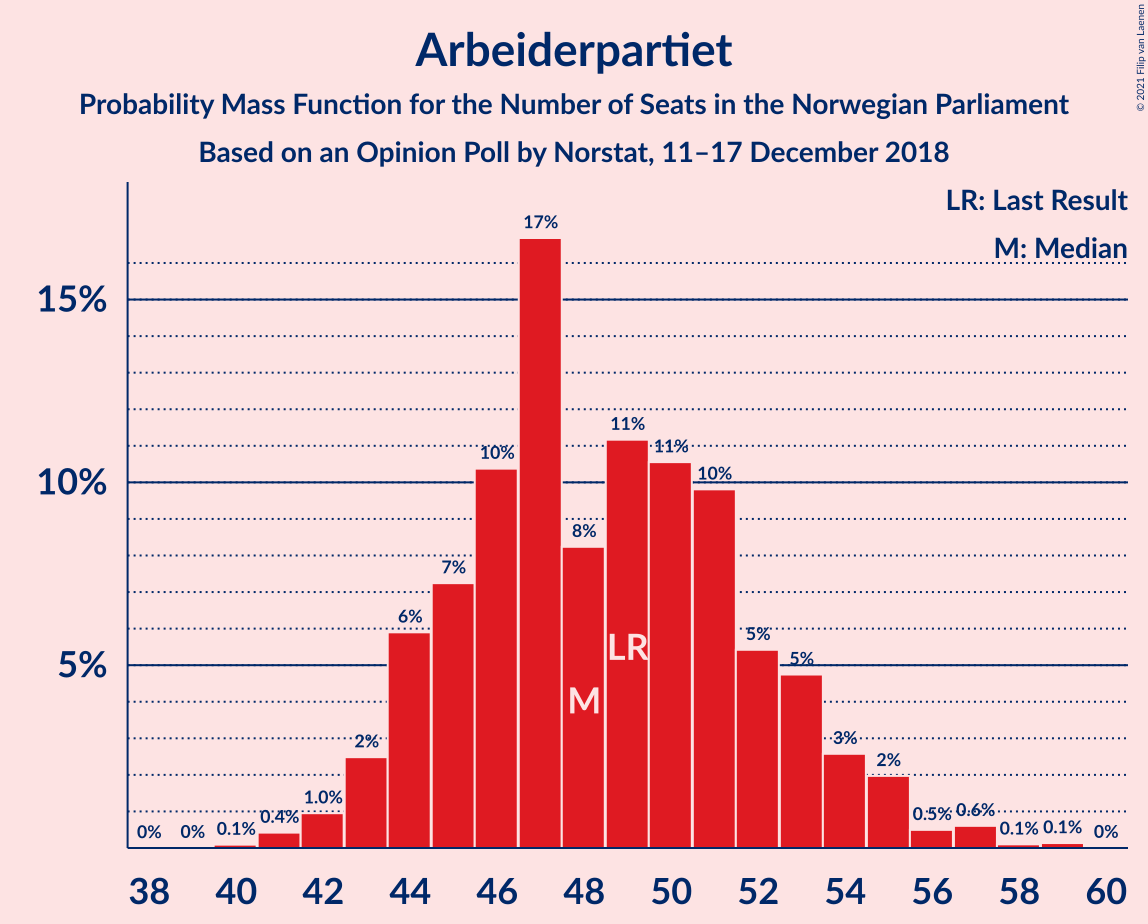 Arbeiderpartiet
Probability Mass Function for the Number of Seats in the Norwegian Parliament
Based on an Opinion Poll by Norstat, 11–17 December 2018
© 2021 Filip van Laenen
LR: Last Result
M: Median
15%
10%
5%
0% 0% 0.1% 0.4% 1.0% 2% 6% 7% 10% 17% 8% 11% 11% 10% 5% 5% 3% 2% 0.5% 0.6% 0.1% 0.1% 0%
LR
M
38 40 42 44 46 48 50 52 54 56 58 60